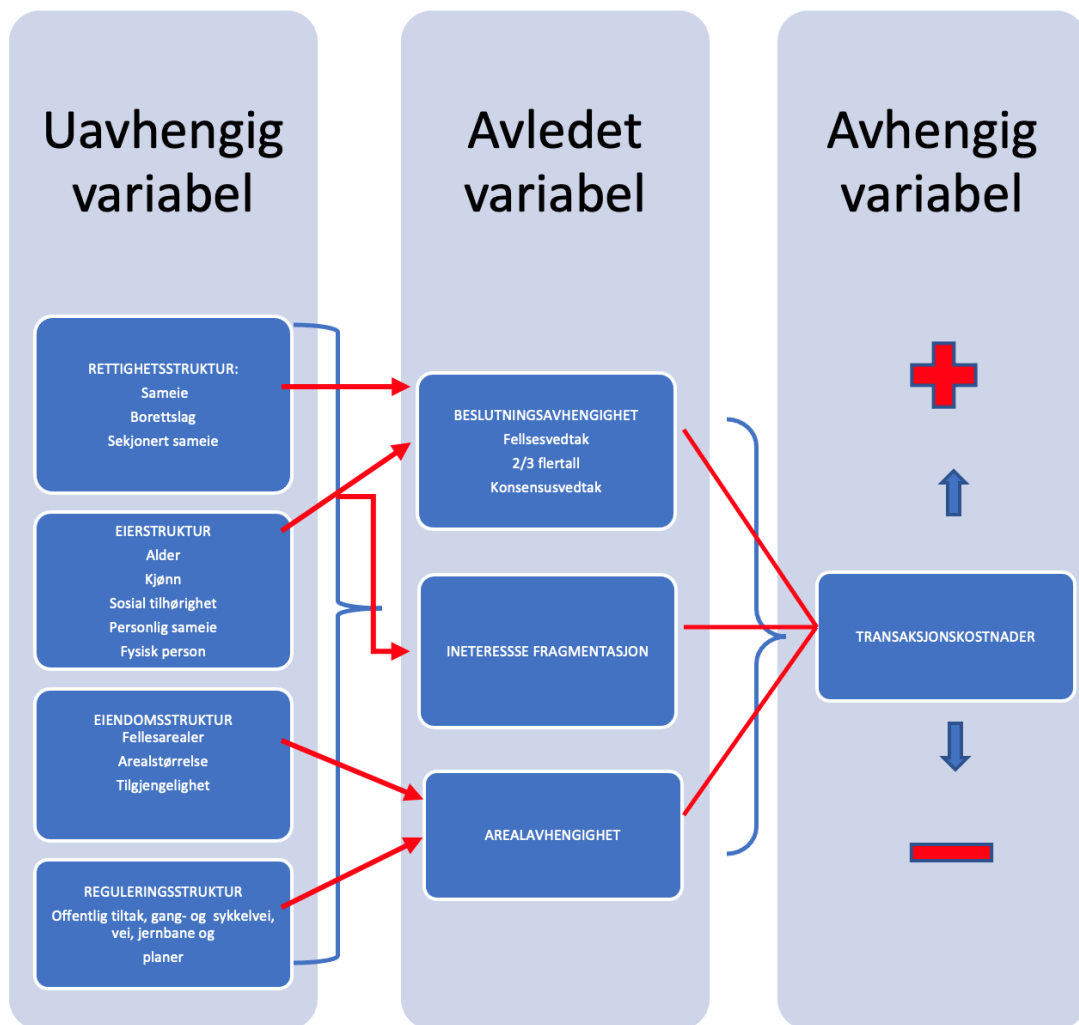 Uavhengig
variabel
RETTIGHETSSTRUKTUR:
Sameie
Borettslag
Sekjonert sameie
EIERSTRUKTUR
Alder
Kjønn
Sosial tilhørighet
Personlig sameie
Fysisk person
EIENDOMSSTRUKTUR
Fellesarealer
Arealstørrelse
Tilgjengelighet
REGULERINGSSTRUKTUR
Offentlig tiltak, gang- og sykkelvei,
vei, jernbane og
planer
Avledet
variabel
BESLUTNINGSAVHENGIGHET
Fellsesvedtak
2/3 flertall
Konsensusvedtak
INETERESSSE FRAGMENTASJON
AREALAVHENGIGHET
Avhengig
variabel
TRANSAKSJONSKOSTNADER